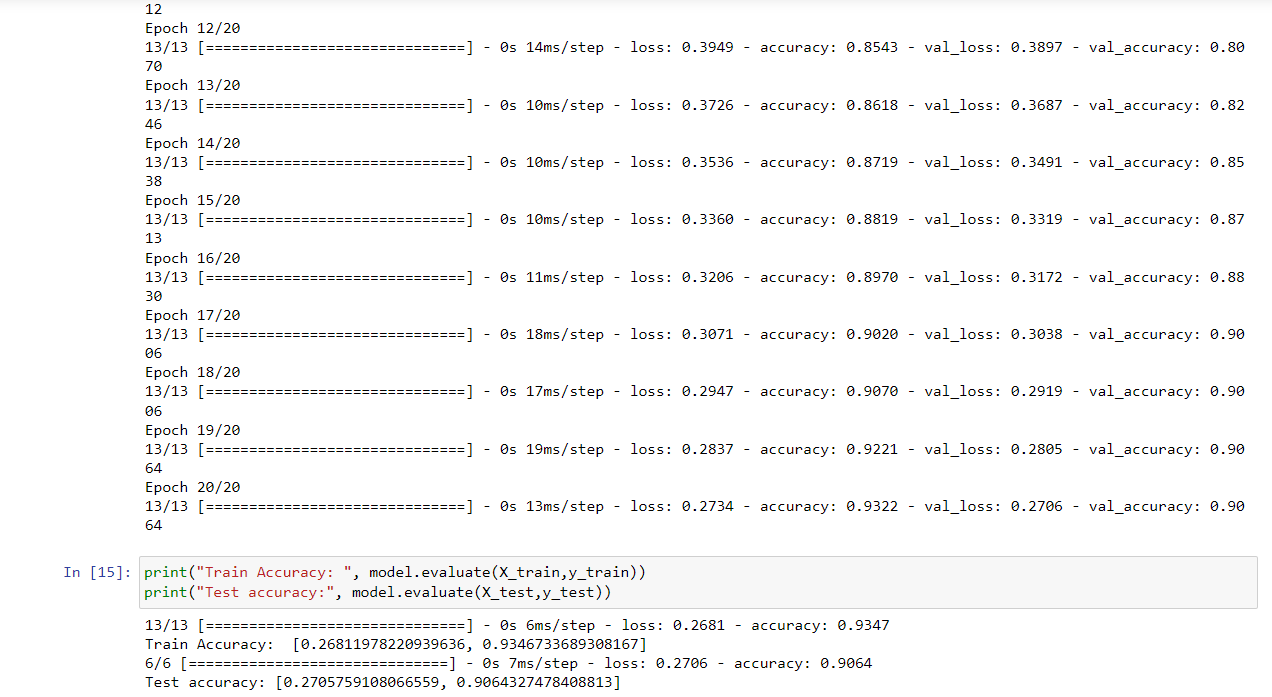 12
Epoch 12/20
13/13 [==============================] - 0s 14ms/step - loss: 0.3949 - accuracy: 0.8543 - val_loss: 0.3897 - val_accuracy: 0.80
70
Epoch 13/20
13/13 [==============================] - 0s 10ms/step - loss: 0.3726 - accuracy: 0.8618 - val_loss: 0.3687 - val_accuracy: 0.82
46
Epoch 14/20
13/13 [==============================] - 0s 10ms/step - loss: 0.3536 - accuracy: 0.8719 - val_loss: 0.3491 - val_accuracy: 0.85
38
Epoch 15/20
13/13 [==============================] - 0s 10ms/step - loss: 0.3360 - accuracy: 0.8819 - val_loss: 0.3319 - val_accuracy: 0.87
13
Epoch 16/20
13/13 [==============================] - 0s 11ms/step - loss: 0.3206 - accuracy: 0.8970 - val_loss: 0.3172 - val_accuracy: 0.88
30
Epoch 17/20
13/13 [==============================] - 0s 18ms/step - loss: 0.3071 - accuracy: 0.9020 - val_loss: 0.3038 - val_accuracy: 0.90
06
Epoch 18/20
13/13 [==============================] - 0s 17ms/step - loss: 0.2947 - accuracy: 0.9070 - val_loss: 0.2919 - val_accuracy: 0.90
06
Epoch 19/20
13/13 [==============================] - 0s 19ms/step - loss: 0.2837 - accuracy: 0.9221 - val_loss: 0.2805 - val_accuracy: 0.90
64
Epoch 20/20
13/13 [==============================] - 0s 13ms/step - loss: 0.2734 - accuracy: 0.9322 - val_loss: 0.2706 - val_accuracy: 0.90
64
In [15]: print("Train Accuracy: ", model.evaluate(X_train,y_train))
print("Test accuracy:", model.evaluate(X_test,y_test))
13/13 [==============================] - 0s 6ms/step - loss: 0.2681 - accuracy: 0.9347
Train Accuracy:  [0.26811978220939636, 0.9346733689308167]
6/6 [==============================] - 0s 7ms/step - loss: 0.2706 - accuracy: 0.9064
Test accuracy: [0.2705759108066559, 0.9064327478408813]